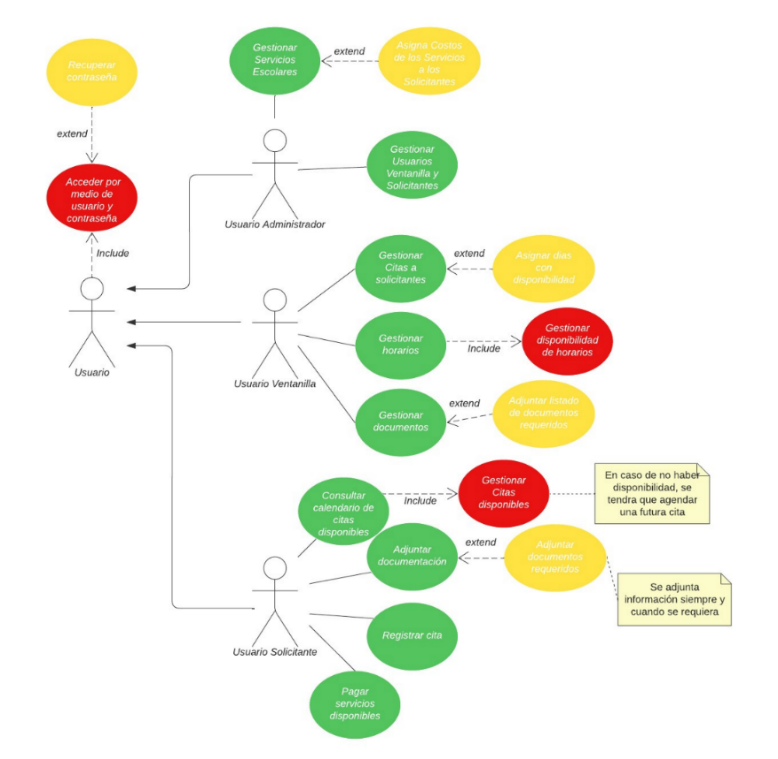 Recuperar
contraseña
extend
Acceder por
medio de
usuario y
contraseña
Include
Usuario
Gestionar
Servicios
Escolares
extend
Asigna Costos
de los Servicios
a los
Solicitantes
Usuario Administrador
Gestionar
Usuarios
Ventanilla y
Solicitantes
Gestionar
Citas a
solicitantes
extend
Asignar días
con
disponibilidad
Usuario Ventanilla
Gestionar
horarios
Include
Gestionar
disponibilidad
de horarios
Gestionar
documentos
extend
Adjuntar listado
de documentos
requeridos
Consultar
calendario de
citas
disponibles
include
Gestionar
Citas
disponibles
En caso de no haber
disponibilidad, se
tendra que agendar
una futura cita
Adjuntar
documentación
extend
Adjuntar
documentos
requeridos
Se adjunta
información siempre y
cuando se requiera
Usuario Solicitante
Registrar cita
Pagar
servicios
disponibles